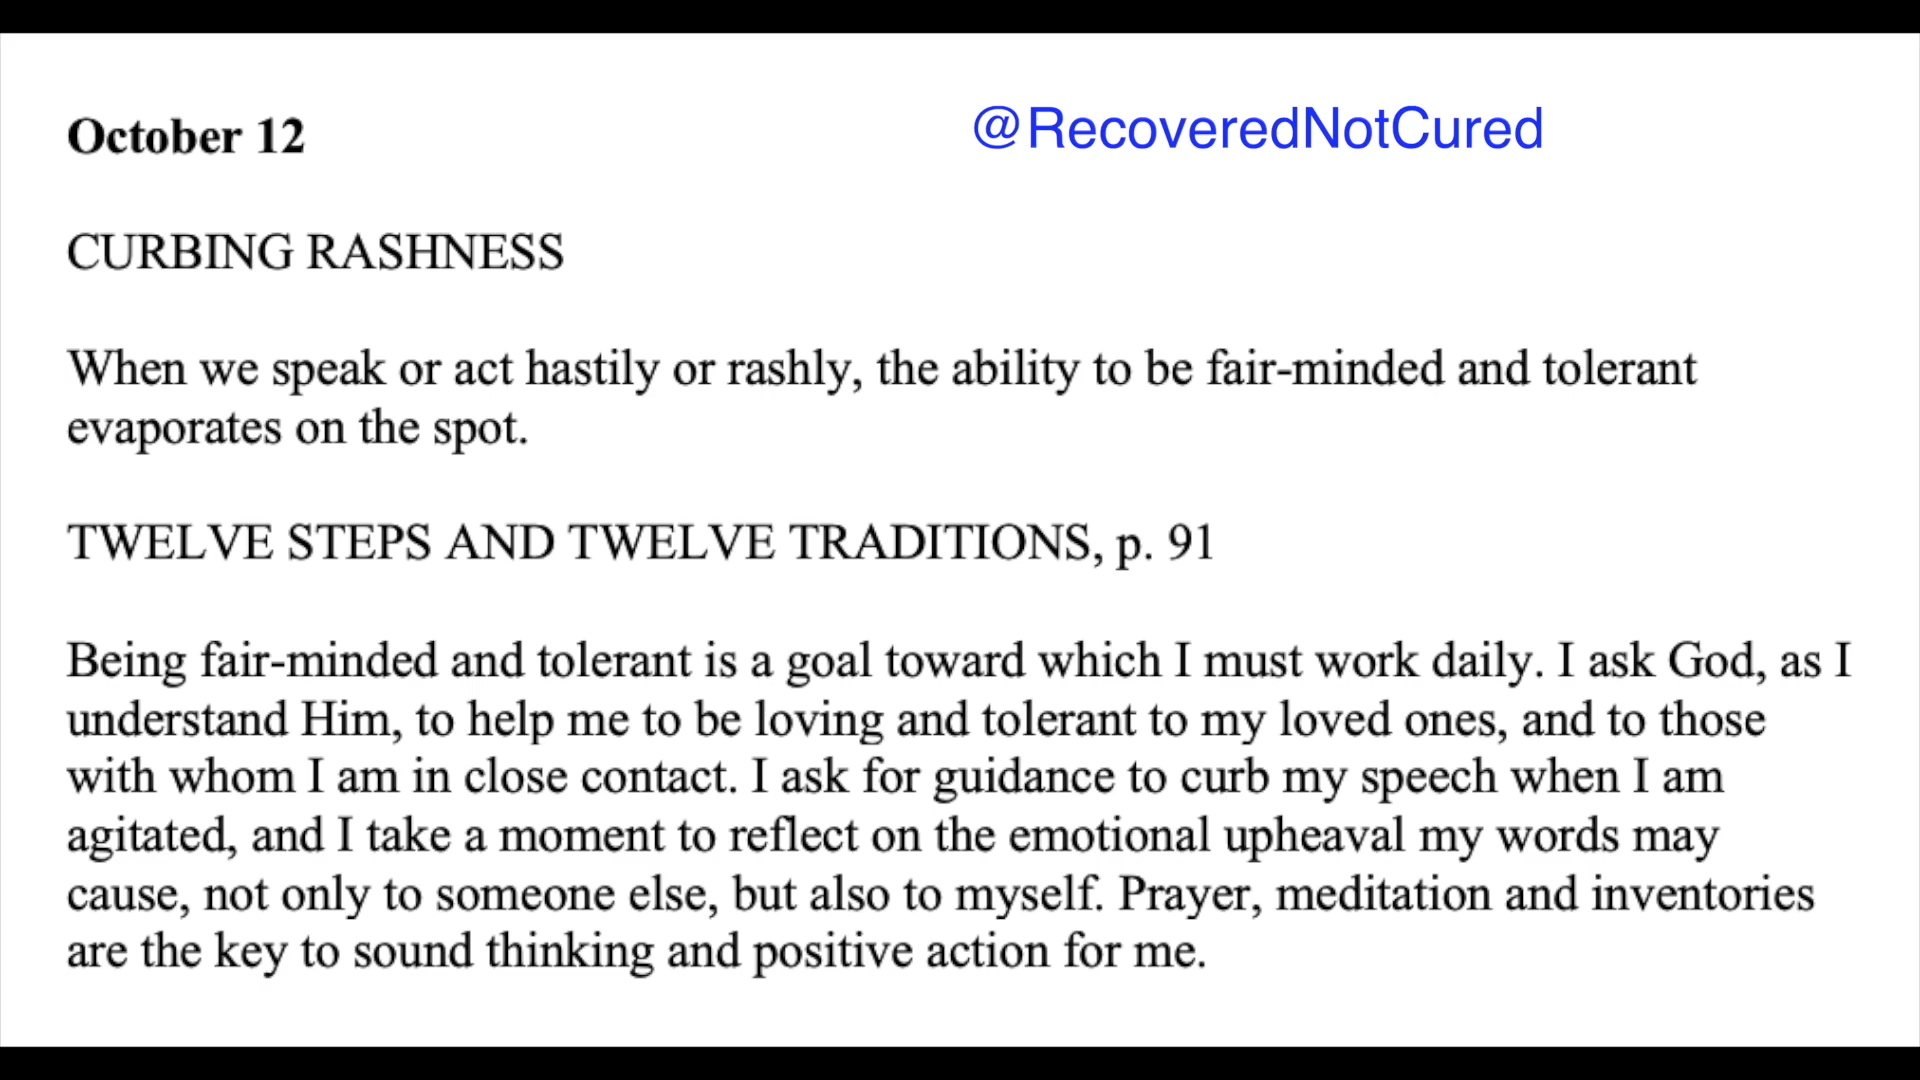 October 12
@RecoveredNotCured
CURBING RASHNESS
When we speak or act hastily or rashly, the ability to be fair-minded and tolerant
evaporates on the spot.
TWELVE STEPS AND TWELVE TRADITIONS, p. 91
Being fair-minded and tolerant is a goal toward which I must work daily. I ask God, as I
understand Him, to help me to be loving and tolerant to my loved ones, and to those
with whom I am in close contact. I ask for guidance to curb my speech when I am
agitated, and I take a moment to reflect on the emotional upheaval my words may
cause, not only to someone else, but also to myself. Prayer, meditation and inventories
are the key to sound thinking and positive action for me.